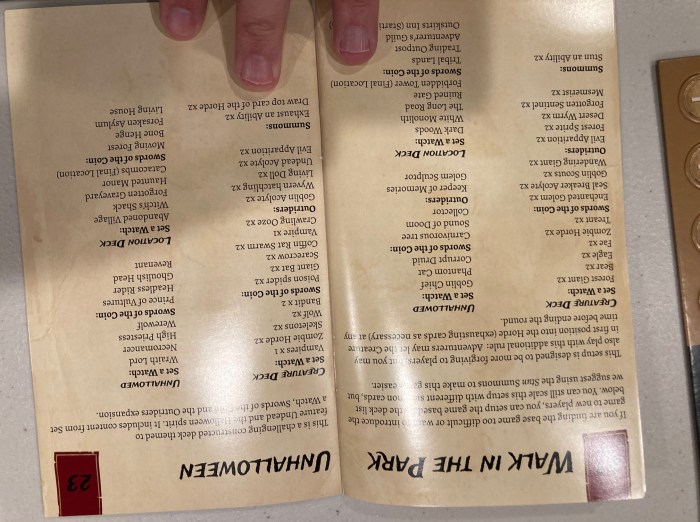 WALK IN THE PARK
If you are finding the base game too difficult or want to introduce the
game to new players, you can setup the game based on the deck list
below. You can still scale this setup with different summon cards, but
we suggest using the Stun Summons to make this game easier.
This setup is designed to be more forgiving to players, but you may
also play with this additional rule: Adventurers may let the Creature
in first position into the Horde (exhausting cards as necessary) at any
time before ending the round.
CREATURE DECK
Set a Watch:
Forest Giant x2
Bear x2
Eagle x2
Fae x2
Zombie Horde x2
Treant x2
Swords of the Coin:
Enchanted Golem x2
Seal Breaker Acolyte x2
Goblin Scouts x2
Wandering Giant x2
Outriders:
Evil Apparition x2
Forest Sprite x2
Desert Wyrm x2
Forgotten Sentinel x2
Mesmerist x2
Summons:
Stun an Ability x2
UNHALLOWED
Set a Watch:
Goblin Chief
Phantasm Cat
Corrupt Druid
Swords of the Coin:
Carnivorous tree
Sound of Doom
Collector
Outriders:
Keeper of Memories
Golem Sculptor
LOCATION DECK
Set a Watch:
Dark Woods
White Monolith
The Long Road
Ruined Gate
Forbidden Tower (Final Location)
Swords of the Coin:
Tribal Lands
Trading Outpost
Adventurer's Guild
Outskirts Inn (Starti
23
UNHALLOWEEN
This is a challenging constructed deck themed to
feature Undead and the Halloween spirit. It includes content from Set
a Watch, Swords of the and the Outriders expansion.
CREATURE DECK
Set a Watch:
Vampires x 1
Zombie Horde x2
Skeletons x2
Wolf x2
Bandit x 2
Swords of the Coin:
Poison spider x2
Giant Bat x2
Scarecrow x2
Coffin Rat Swarm x2
Vampire x1
Crawling Ooze x2
Outriders:
Goblin Acolyte x2
Wyvern hatchling x2
Living Doll x2
Undead Acolyte x2
Evil Apparition x2
Summons:
Exhaust an Ability x2
Draw top card of the Horde x2
UNHALLOWED
Set a Watch:
Wraith Lord
Necromancer
High Priestess
Werewolf
Swords of the Coin:
Prince of Vultures
Headless Rider
Ghoulish Head
Revenant
LOCATION DECK
Set a Watch:
Abandoned Village
Witch's Shack
Forgotten Graveyard
Haunted Manor
Catacombs (Final Location)
Swords of the Coin:
Moving Forest
Bone Henge
Forsaken Asylum
Living House